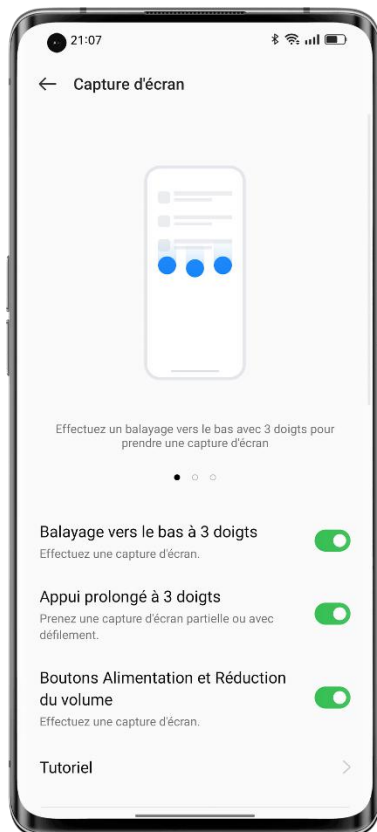 21:07
Capture d'écran
Effectuez un balayage vers le bas avec 3 doigts pour
prendre une capture d'écran
Balayage vers le bas à 3 doigts
Effectuez une capture d'écran.
Appui prolongé à 3 doigts
Prenez une capture d'écran partielle ou avec
défilement.
Boutons Alimentation et Réduction
du volume
Effectuez une capture d'écran.
Tutoriel